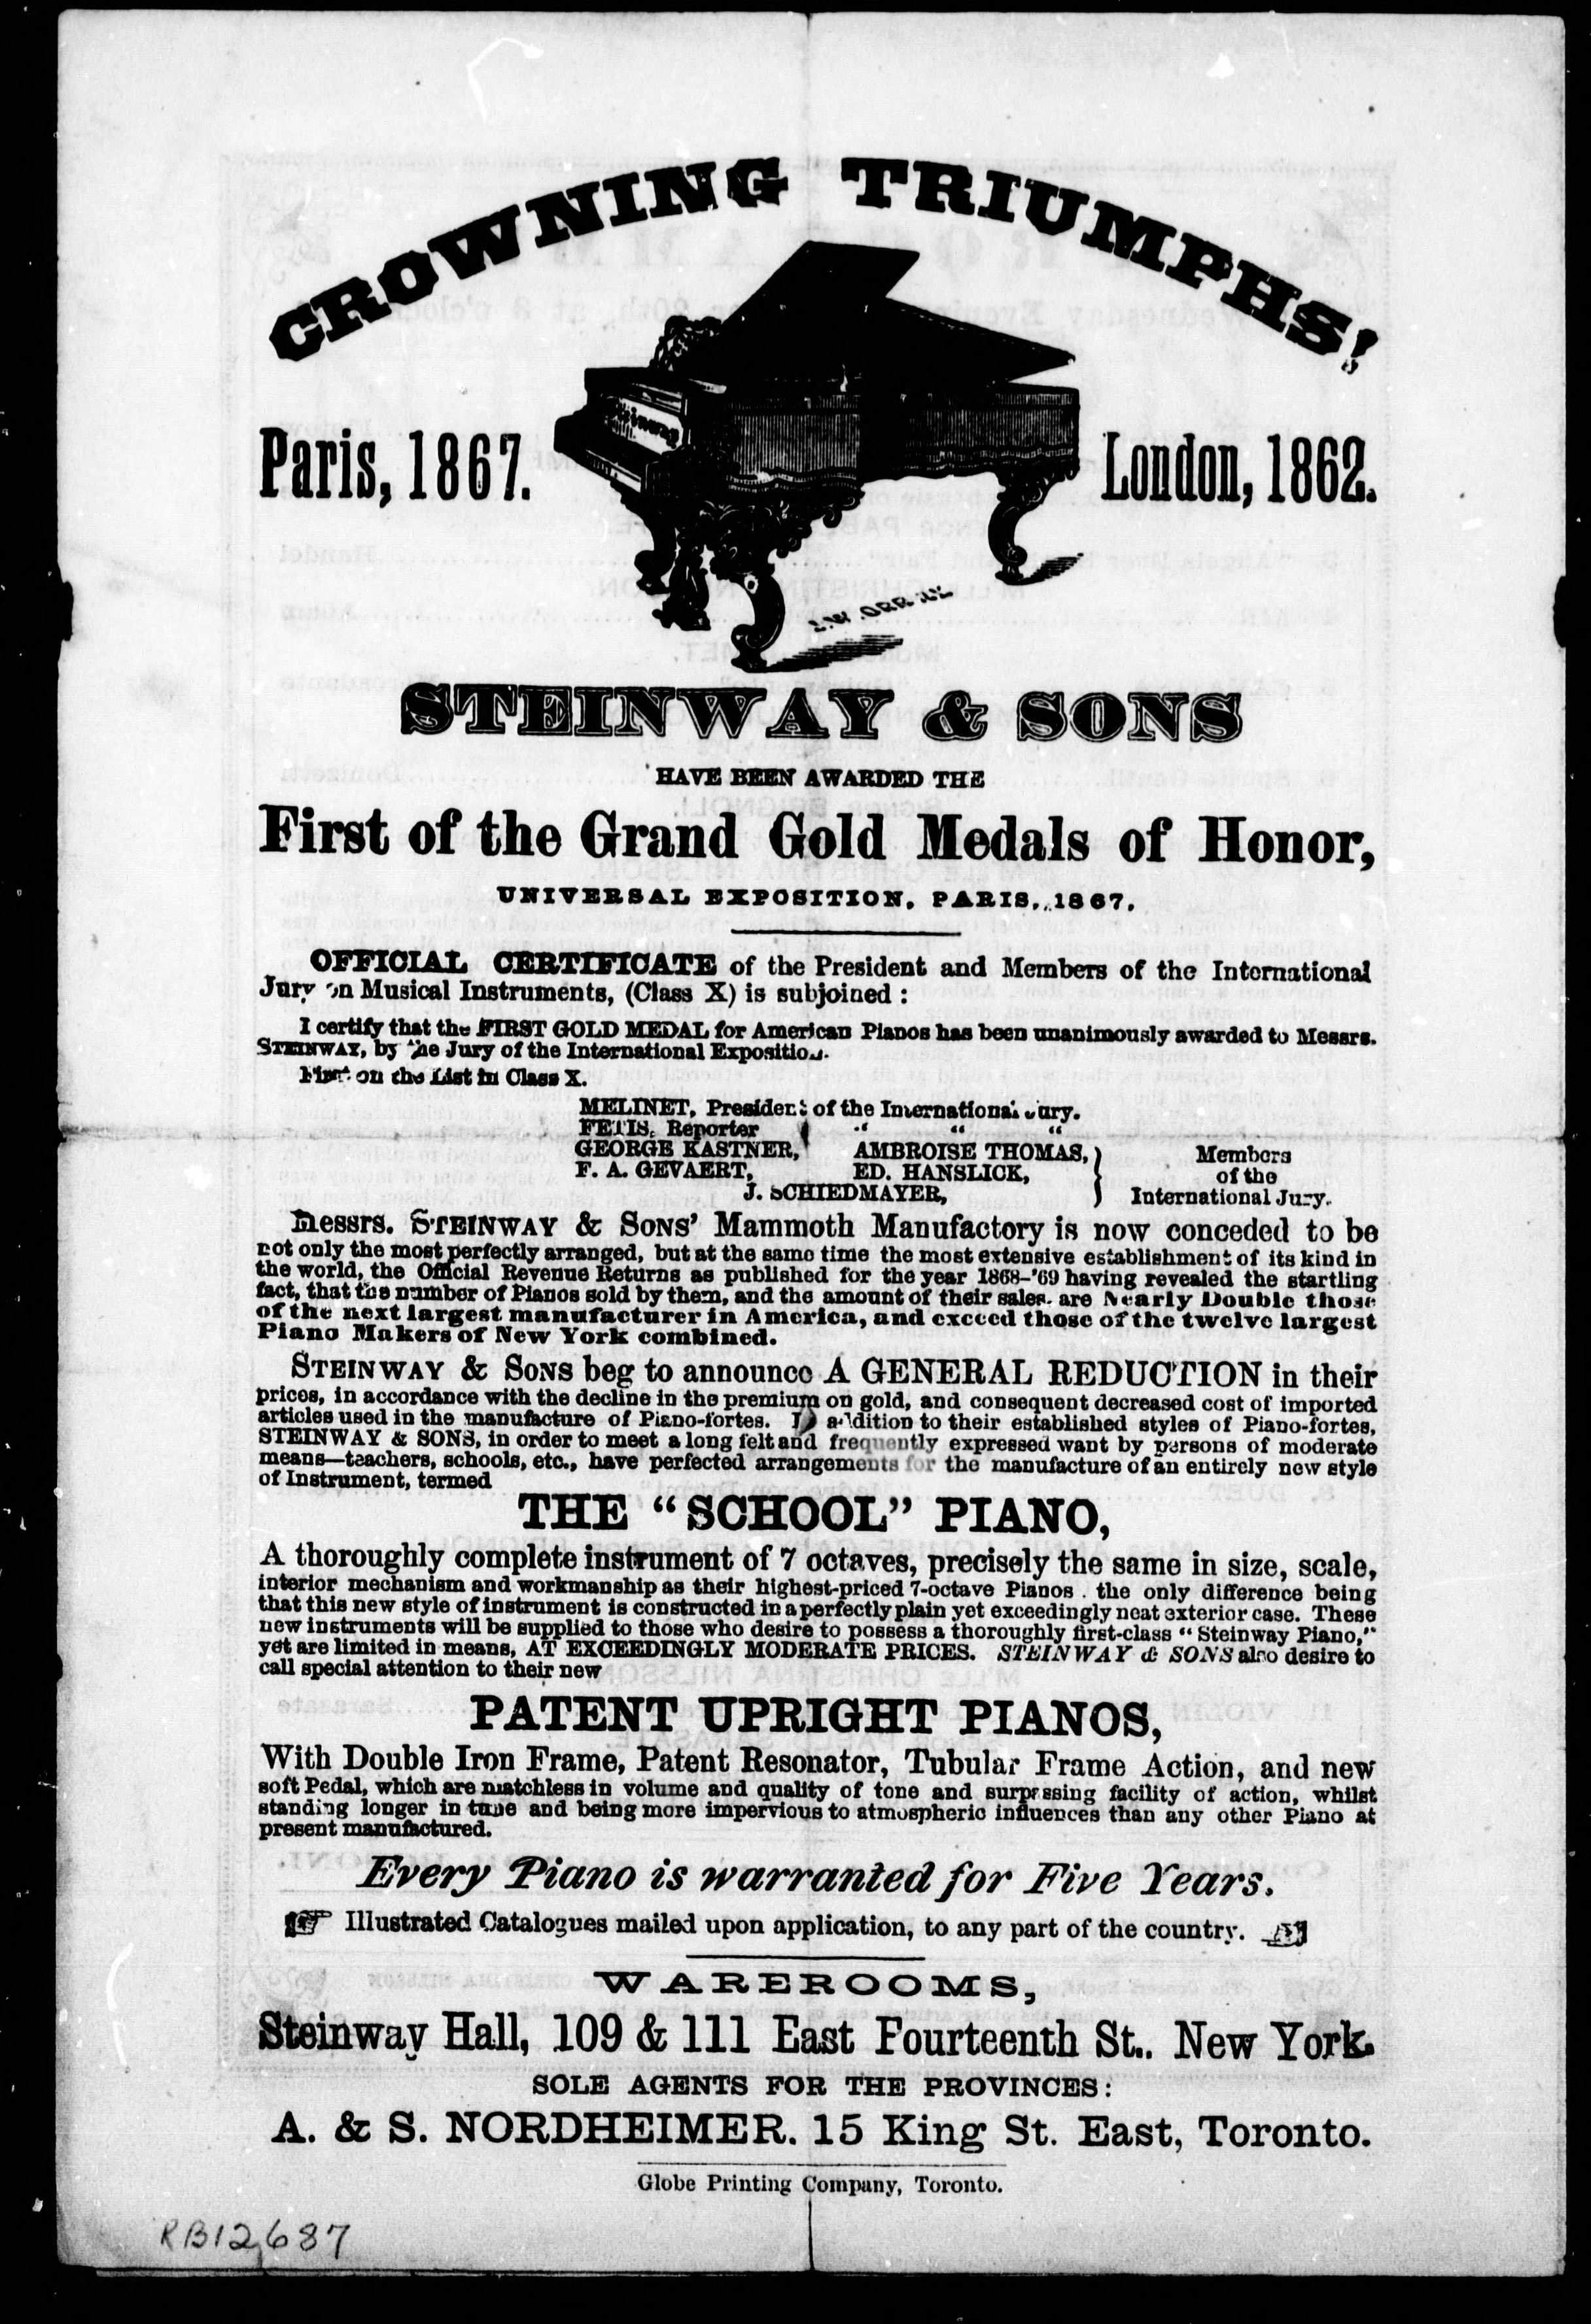 CROWNING TRIUMPHS!
Paris, 1867.
London, 1862.
Steinway
STEINWAY & SONS
HAVE BEEN AWARDED THE
First of the Grand Gold Medals of Honor,
UNIVERSAL EXPOSITION, PARIS, 1867.
OFFICIAL CERTIFICATE of the President and Members of the International
Jury on Musical Instruments, (Class X) is subjoined :
I certify that the FIRST GOLD MEDAL for American Pianos has been unanimously awarded to Messrs.
STEINWAY, by the Jury of the International Exposition.
First on the List in Class X.
MELINET, President of the International Jury.
FETIS, Reporter " " "
GEORGE KASTNER, AMBROISE THOMAS,
F. A. GEVAERT, ED. HANSLICK,
J. SCHIEDMAYER,
Members
of the
International Jury.
Messrs. STEINWAY & SONS' Mammoth Manufactory is now conceded to be
not only the most perfectly arranged, but at the same time the most extensive establishment of its kind in
the world, the Official Revenue Returns as published for the year 1868-'69 having revealed the startling
fact, that the number of Pianos sold by them, and the amount of their sales. are Nearly Double those
of the next largest manufacturer in America, and exceed those of the twelve largest
Piano Makers of New York combined.
STEINWAY & SONS beg to announce A GENERAL REDUCTION in their
prices, in accordance with the decline in the premium on gold, and consequent decreased cost of imported
articles used in the manufacture of Piano-fortes. In addition to their established styles of Piano-fortes,
STEINWAY & SONS, in order to meet a long felt and frequently expressed want by persons of moderate
means—teachers, schools, etc., have perfected arrangements for the manufacture of an entirely new style
of Instrument, termed
THE "SCHOOL" PIANO,
A thoroughly complete instrument of 7 octaves, precisely the same in size, scale,
interior mechanism and workmanship as their highest-priced 7-octave Pianos . the only difference being
that this new style of instrument is constructed in a perfectly plain yet exceedingly neat exterior case. These
new instruments will be supplied to those who desire to possess a thoroughly first-class "Steinway Piano,"
yet are limited in means, AT EXCEEDINGLY MODERATE PRICES. STEINWAY & SONS also desire to
call special attention to their new
PATENT UPRIGHT PIANOS,
With Double Iron Frame, Patent Resonator, Tubular Frame Action, and new
soft Pedal, which are matchless in volume and quality of tone and surpassing facility of action, whilst
standing longer in tune and being more impervious to atmospheric influences than any other Piano at
present manufactured.
Every Piano is warranted for Five Years.
☞ Illustrated Catalogues mailed upon application, to any part of the country. ☜
WAREROOMS,
Steinway Hall, 109 & 111 East Fourteenth St.. New York.
SOLE AGENTS FOR THE PROVINCES:
A. & S. NORDHEIMER. 15 King St. East, Toronto.
Globe Printing Company, Toronto.
RB12,687